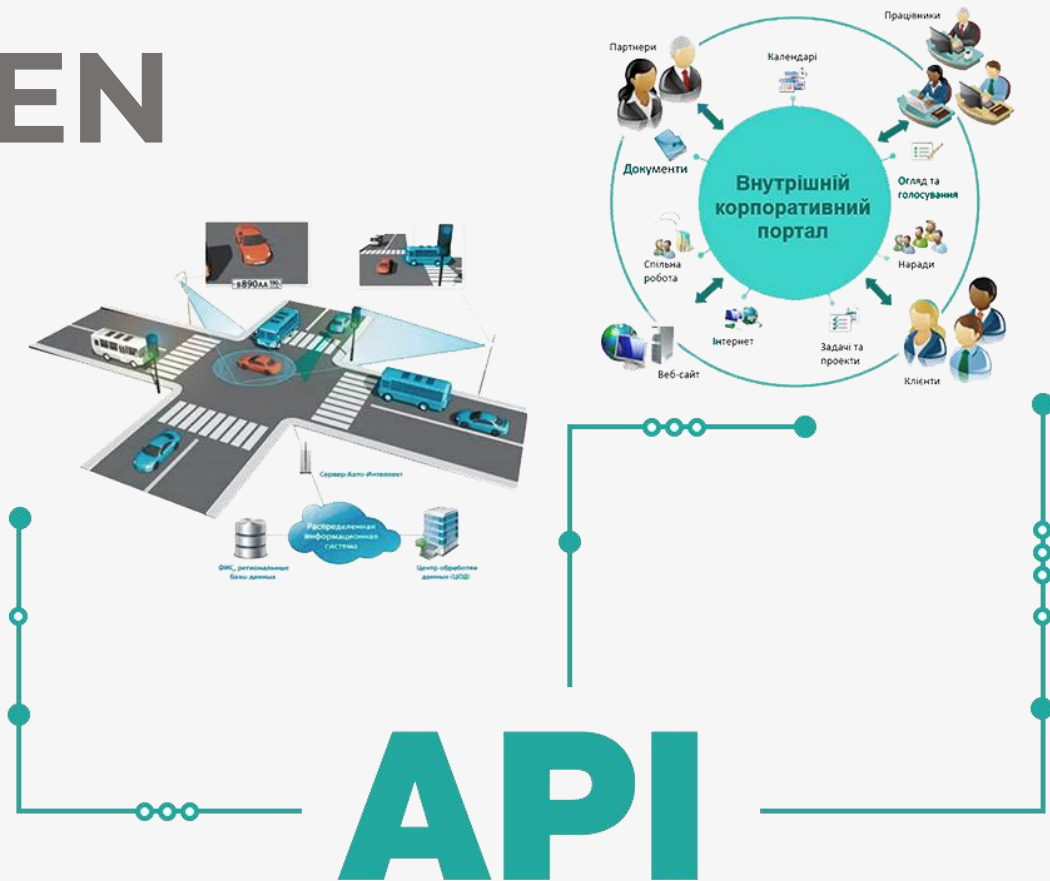 EN
Працівники
Партнери
Календарі
Документи
Внутрішній
корпоративний
портал
Огляд та
голосування
Спільна
робота
Наради
Інтернет
Задачі та
проекти
Веб-сайт
Клієнти
в890АА
Сервер Авто-Интеллект
Распределенная
информационная
система
ФИС, региональные
базы данных
Центр обработки
данных (ЦОД)
API